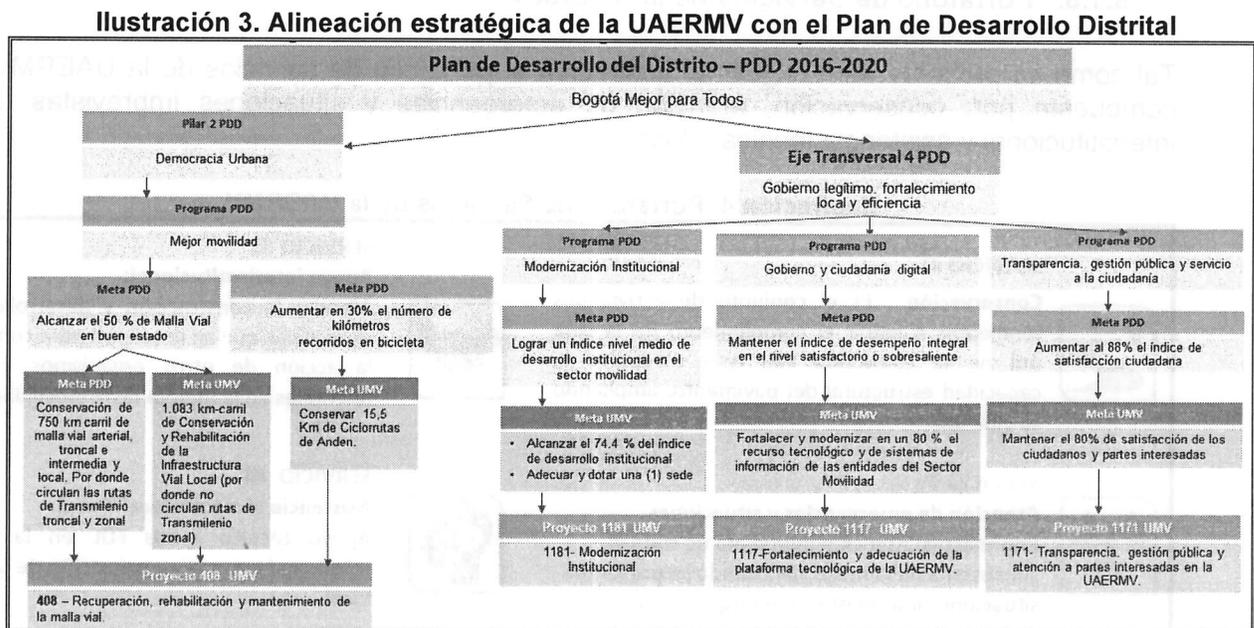 Ilustración 3. Alineación estratégica de la UAERMV con el Plan de Desarrollo Distrital
Plan de Desarrollo del Distrito – PDD 2016-2020
Bogotá Mejor para Todos
Pilar 2 PDD
Democracia Urbana
Programa PDD
Mejor movilidad
Meta PDD
Alcanzar el 50 % de Malla Vial
en buen estado
Meta PDD
Aumentar en 30% el número de
kilómetros
recorridos en bicicleta
Meta PDD
Conservación de
750 km carril de
malla vial arterial,
troncal e
intermedia y
local. Por donde
circulan las rutas
de Transmilenio
troncal y zonal
Meta UMV
1.083 km-carril
de Conservación
y Rehabilitación
de la
Infraestructura
Vial Local (por
donde no
circulan rutas de
Transmilenio
zonal)
Meta UMV
Conservar 15,5
Km de Ciclorrutas
de Anden.
Proyecto 408 UMV
408 – Recuperación, rehabilitación y mantenimiento de
la malla vial.
Eje Transversal 4 PDD
Gobierno legítimo. fortalecimiento
local y eficiencia
Programa PDD
Modernización Institucional
Meta PDD
Lograr un índice nivel medio de
desarrollo institucional en el
sector movilidad
Meta UMV
• Alcanzar el 74.4 % del índice
de desarrollo institucional
• Adecuar y dotar una (1) sede
Proyecto 1181 UMV
1181- Modernización
Institucional
Programa PDD
Gobierno y ciudadanía digital
Meta PDD
Mantener el índice de desempeño integral
en el nivel satisfactorio o sobresaliente
Meta UMV
Fortalecer y modernizar en un 80 % el
recurso tecnológico y de sistemas de
información de las entidades del Sector
Movilidad
Proyecto 1117 UMV
1117-Fortalecimiento y adecuación de la
plataforma tecnológica de la UAERMV.
Programa PDD
Transparencia. gestión pública y servicio
a la ciudadanía
Meta PDD
Aumentar al 88% el índice de
satisfacción ciudadana
Meta UMV
Mantener el 80% de satisfacción de los
ciudadanos y partes interesadas
Proyecto 1171 UMV
1171- Transparencia. gestión pública y
atención a partes interesadas en la
UAERMV.